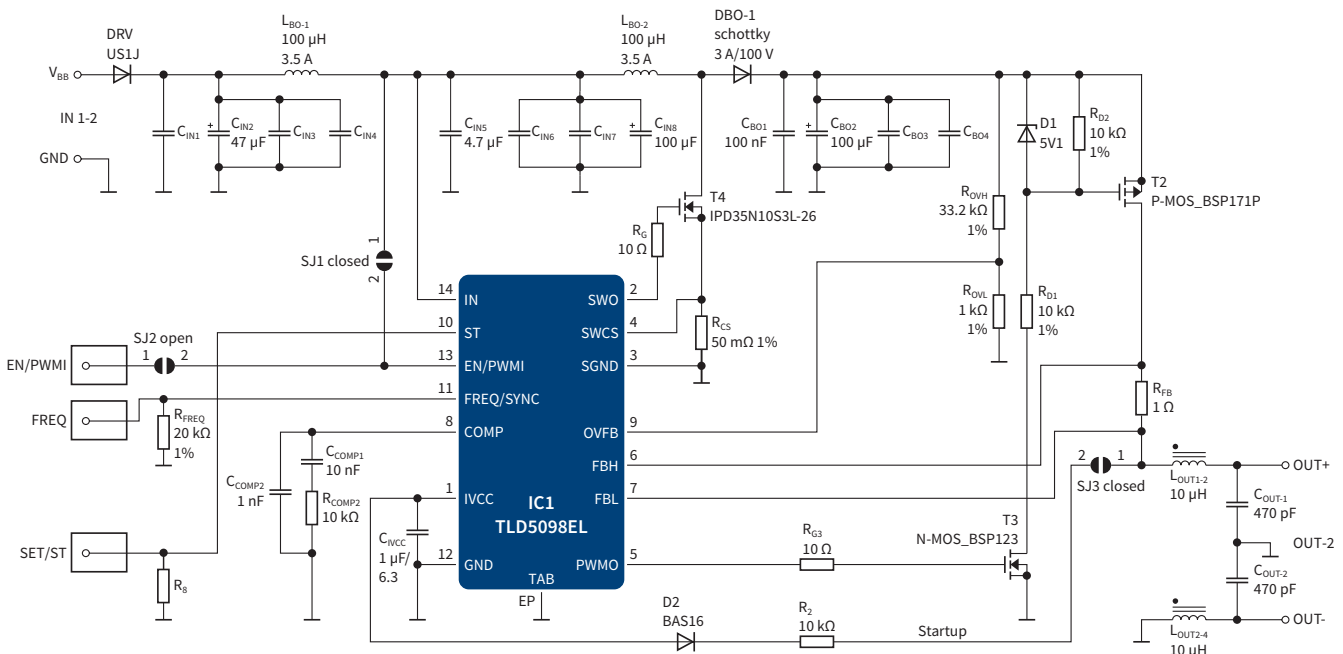 DRV
US1J
L_BO-1
100 µH
3.5 A
L_BO-2
100 µH
3.5 A
DBO-1
schottky
3 A/100 V
V_BB
IN 1-2
GND
C_IN1
+
C_IN2
47 µF
C_IN3
C_IN4
C_IN5
4.7 µF
C_IN6
C_IN7
+
C_IN8
100 µF
C_BO1
100 nF
+
C_BO2
100 µF
C_BO3
C_BO4
D1
5V1
R_D2
10 kΩ
1%
T2
P-MOS_BSP171P
T4
IPD35N10S3L-26
R_G
10 Ω
R_OVH
33.2 kΩ
1%
SJ1 closed
1
2
R_OVL
1 kΩ
1%
R_D1
10 kΩ
1%
R_CS
50 mΩ 1%
14
IN
10
ST
13
EN/PWMI
11
FREQ/SYNC
8
COMP
1
IVCC
12
GND
2
SWO
4
SWCS
3
SGND
9
OVFB
6
FBH
7
FBL
5
PWMO
IC1
TLD5098EL
TAB
EP
SJ2 open
1
2
EN/PWMI
FREQ
R_FREQ
20 kΩ
1%
C_COMP1
10 nF
C_COMP2
1 nF
R_COMP2
10 kΩ
C_IVCC
1 µF/
6.3
SET/ST
R_8
R_FB
1 Ω
2
1
SJ3 closed
L_OUT1-2
10 µH
OUT+
C_OUT-1
470 pF
OUT-2
C_OUT-2
470 pF
OUT-
L_OUT2-4
10 µH
T3
N-MOS_BSP123
R_G3
10 Ω
D2
BAS16
R_2
10 kΩ
Startup